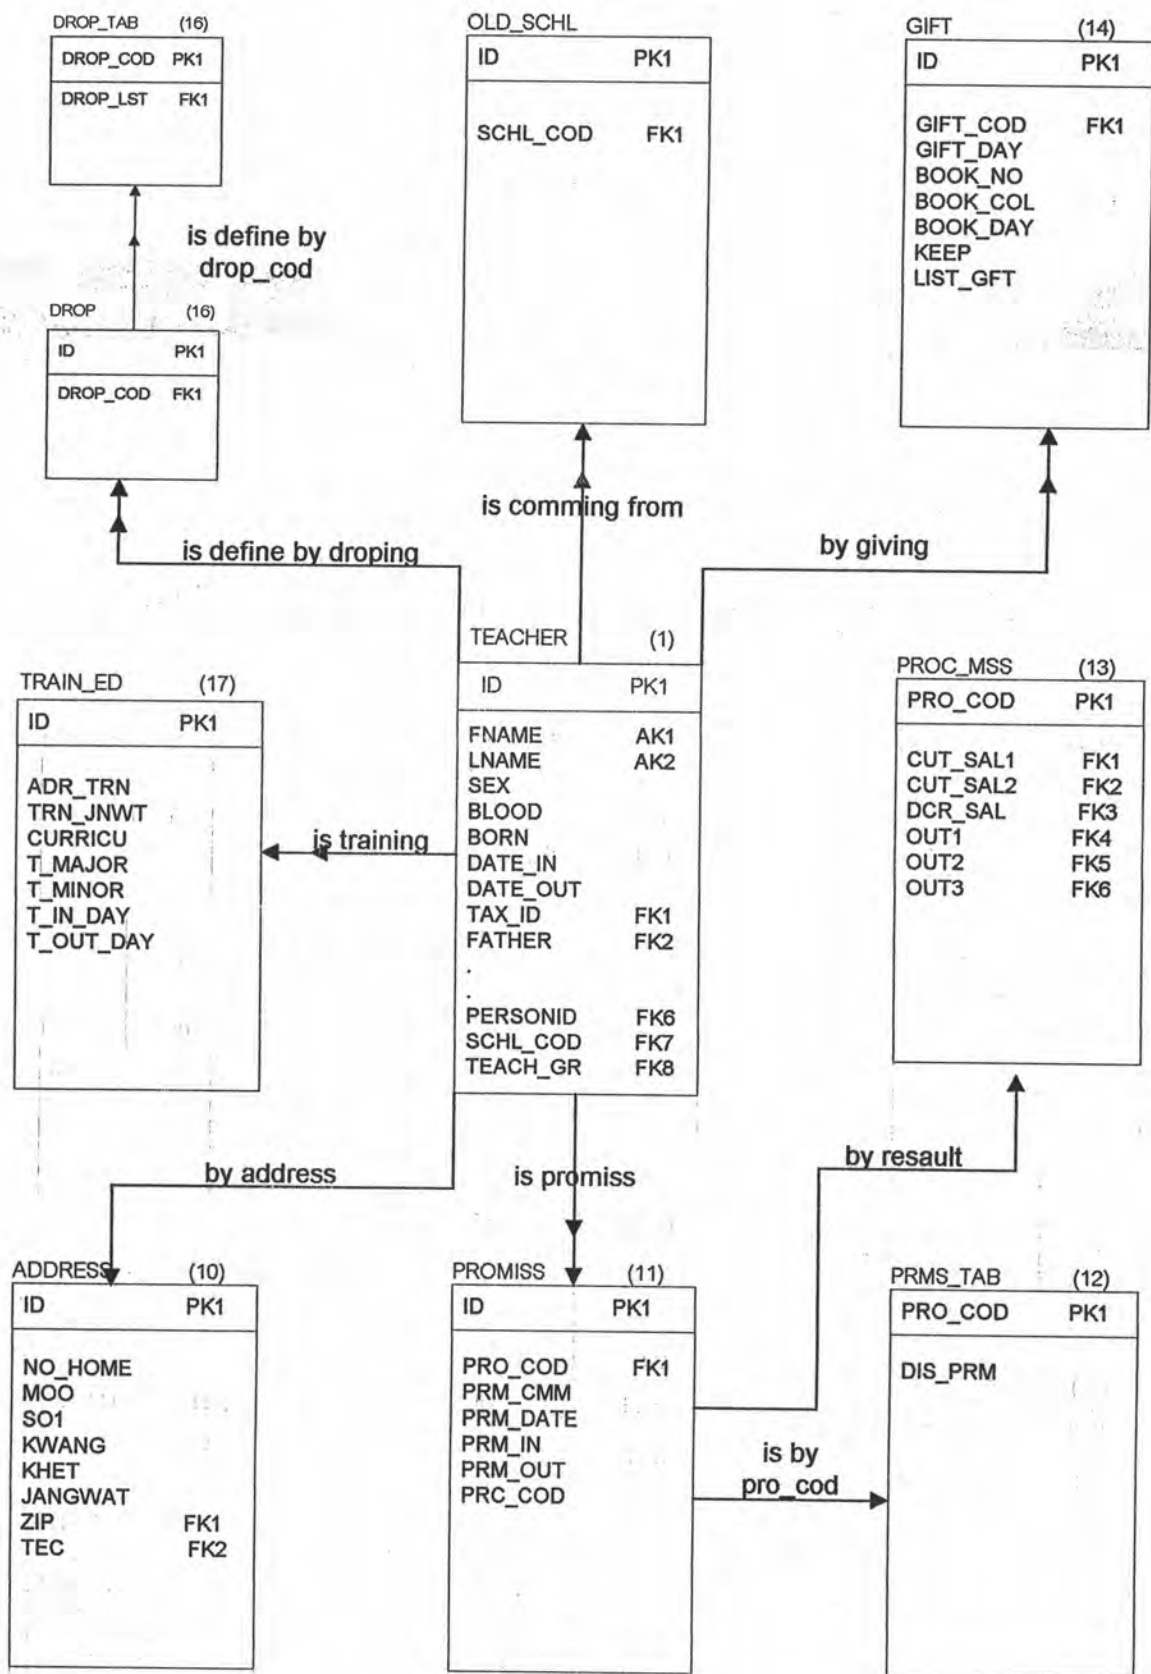 DROP_TAB (16)
DROP_COD PK1
DROP_LST FK1
is define by
drop_cod
DROP (16)
ID PK1
DROP_COD FK1
is define by droping
OLD_SCHL
ID PK1
SCHL_COD FK1
is comming from
GIFT (14)
ID PK1
GIFT_COD FK1
GIFT_DAY
BOOK_NO
BOOK_COL
BOOK_DAY
KEEP
LIST_GFT
by giving
TRAIN_ED (17)
ID PK1
ADR_TRN
TRN_JNWT
CURRICU
T_MAJOR
T_MINOR
T_IN_DAY
T_OUT_DAY
is training
TEACHER (1)
ID PK1
FNAME AK1
LNAME AK2
SEX
BLOOD
BORN
DATE_IN
DATE_OUT
TAX_ID FK1
FATHER FK2
.
.
PERSONID FK6
SCHL_COD FK7
TEACH_GR FK8
PROC_MSS (13)
PRO_COD PK1
CUT_SAL1 FK1
CUT_SAL2 FK2
DCR_SAL FK3
OUT1 FK4
OUT2 FK5
OUT3 FK6
by address
is promiss
by resault
ADDRESS (10)
ID PK1
NO_HOME
MOO
SO1
KWANG
KHET
JANGWAT
ZIP FK1
TEC FK2
PROMISS (11)
ID PK1
PRO_COD FK1
PRM_CMM
PRM_DATE
PRM_IN
PRM_OUT
PRC_COD
is by
pro_cod
PRMS_TAB (12)
PRO_COD PK1
DIS_PRM